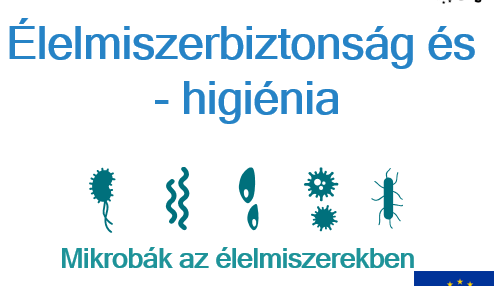 Élelmiszerbiztonság és
- higiénia
Mikrobák az élelmiszerekben